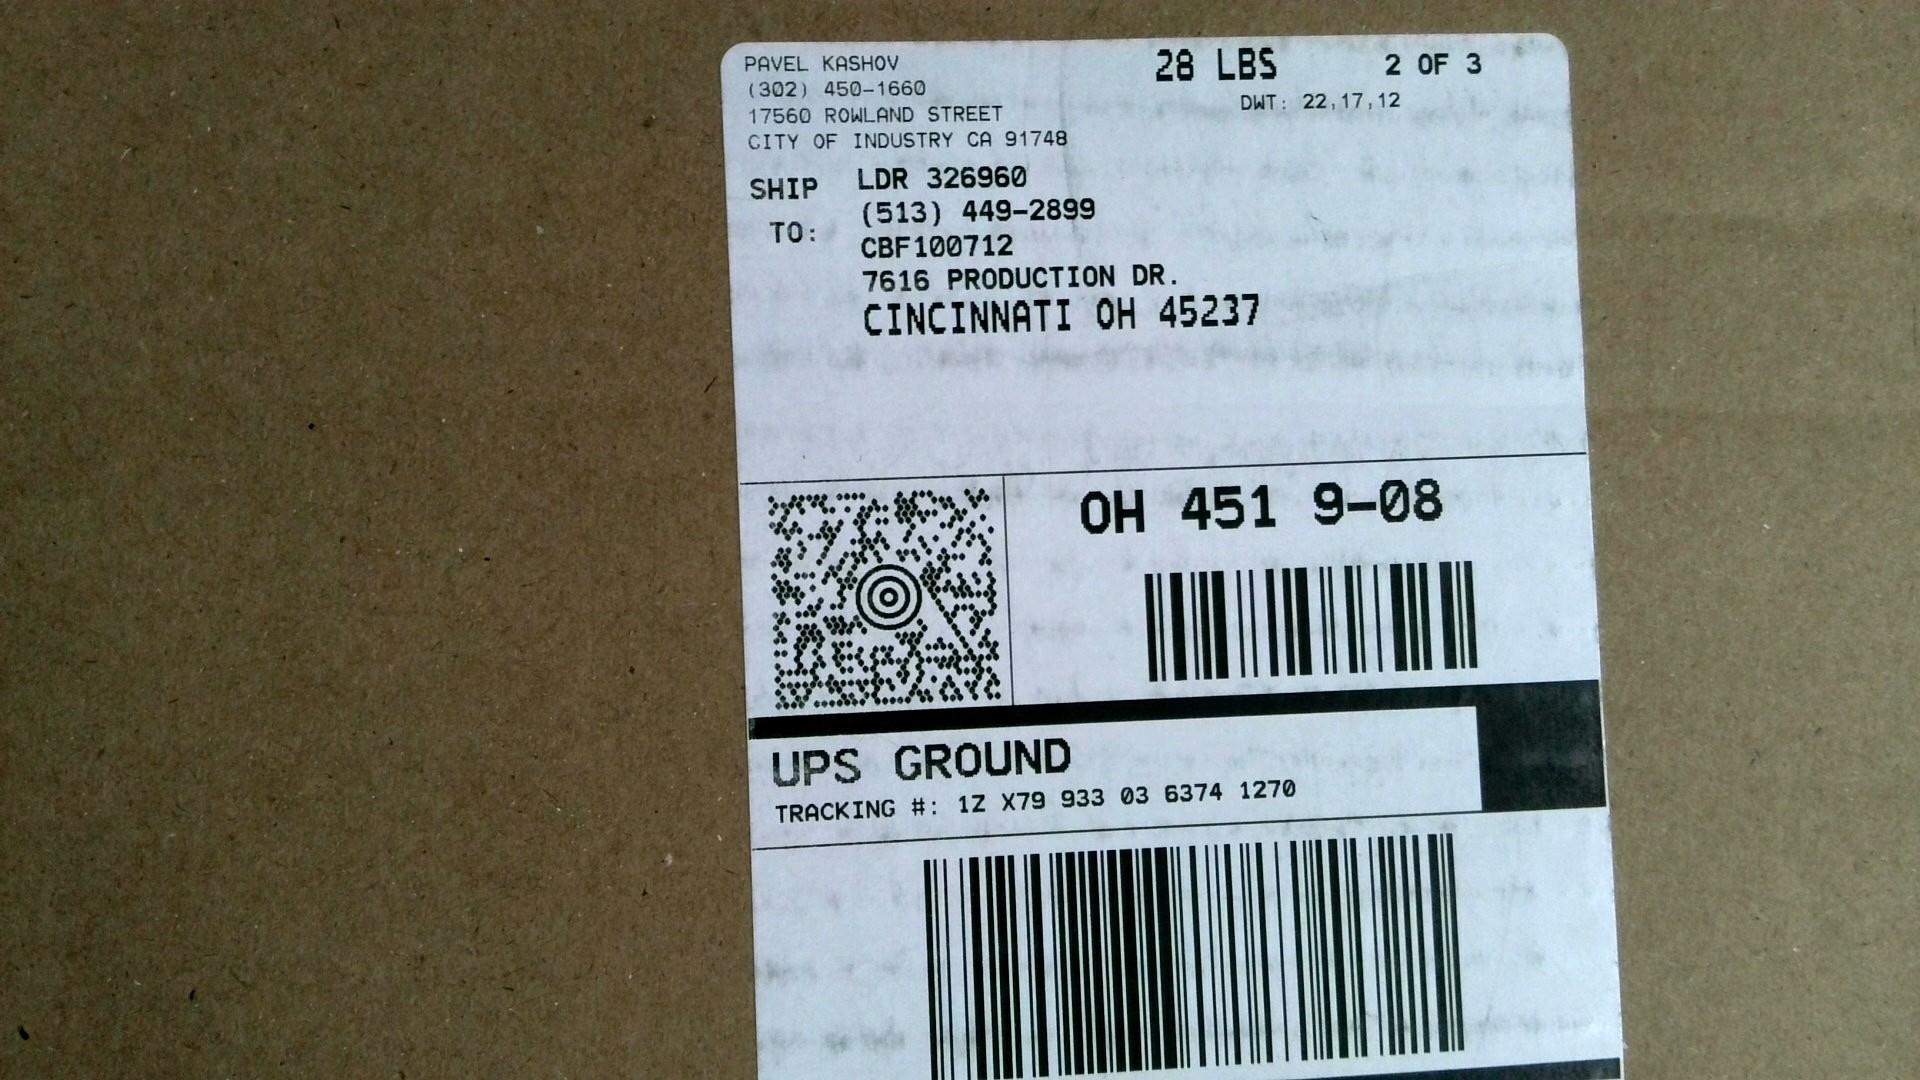 PAVEL KASHOV
(302) 450-1660
17560 ROWLAND STREET
CITY OF INDUSTRY CA 91748
28 LBS
2 OF 3
DWT: 22,17,12
SHIP TO:
LDR 326960
(513) 449-2899
CBF100712
7616 PRODUCTION DR.
CINCINNATI OH 45237
OH 451 9-08
UPS GROUND
TRACKING #: 1Z X79 933 03 6374 1270